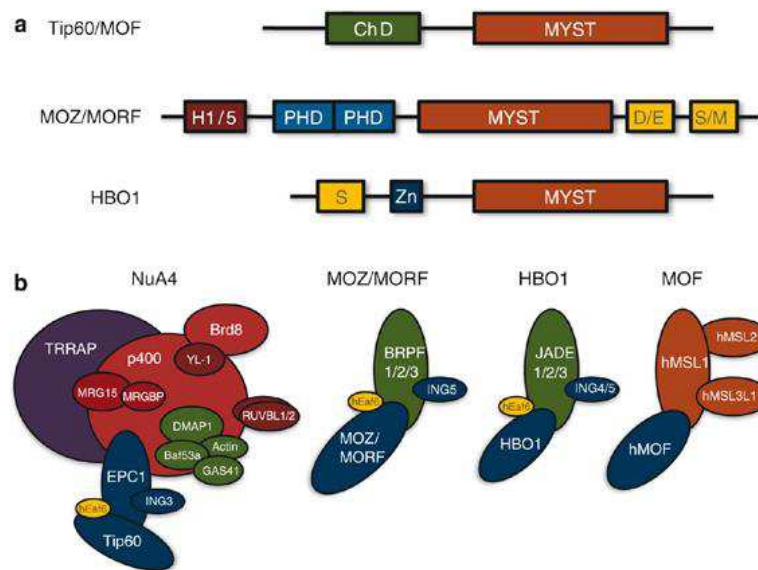 a
Tip60/MOF
ChD
MYST
MOZ/MORF
H1/5
PHD
PHD
MYST
D/E
S/M
HBO1
S
Zn
MYST
b
NuA4
MOZ/MORF
HBO1
MOF
TRRAP
p400
Brd8
YL-1
MRG15
MRGBP
RUVBL1/2
DMAP1
Actin
Baf53a
GAS41
EPC1
ING3
hEaf6
Tip60
BRPF
1/2/3
ING5
hEaf6
MOZ/
MORF
JADE
1/2/3
ING4/5
hEaf6
HBO1
hMSL1
hMSL2
hMSL3L1
hMOF